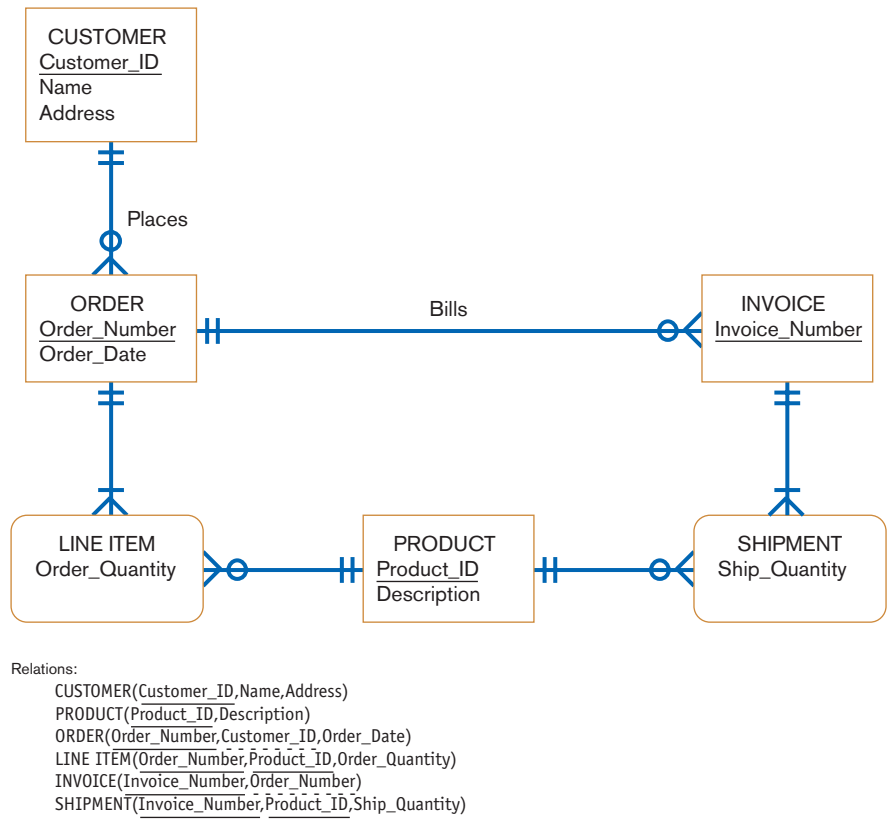 CUSTOMER
Customer_ID
Name
Address
Places
ORDER
Order_Number
Order_Date
Bills
INVOICE
Invoice_Number
LINE ITEM
Order_Quantity
PRODUCT
Product_ID
Description
SHIPMENT
Ship_Quantity
Relations:
CUSTOMER(Customer_ID,Name,Address)
PRODUCT(Product_ID,Description)
ORDER(Order_Number,Customer_ID,Order_Date)
LINE ITEM(Order_Number,Product_ID,Order_Quantity)
INVOICE(Invoice_Number,Order_Number)
SHIPMENT(Invoice_Number,Product_ID,Ship_Quantity)